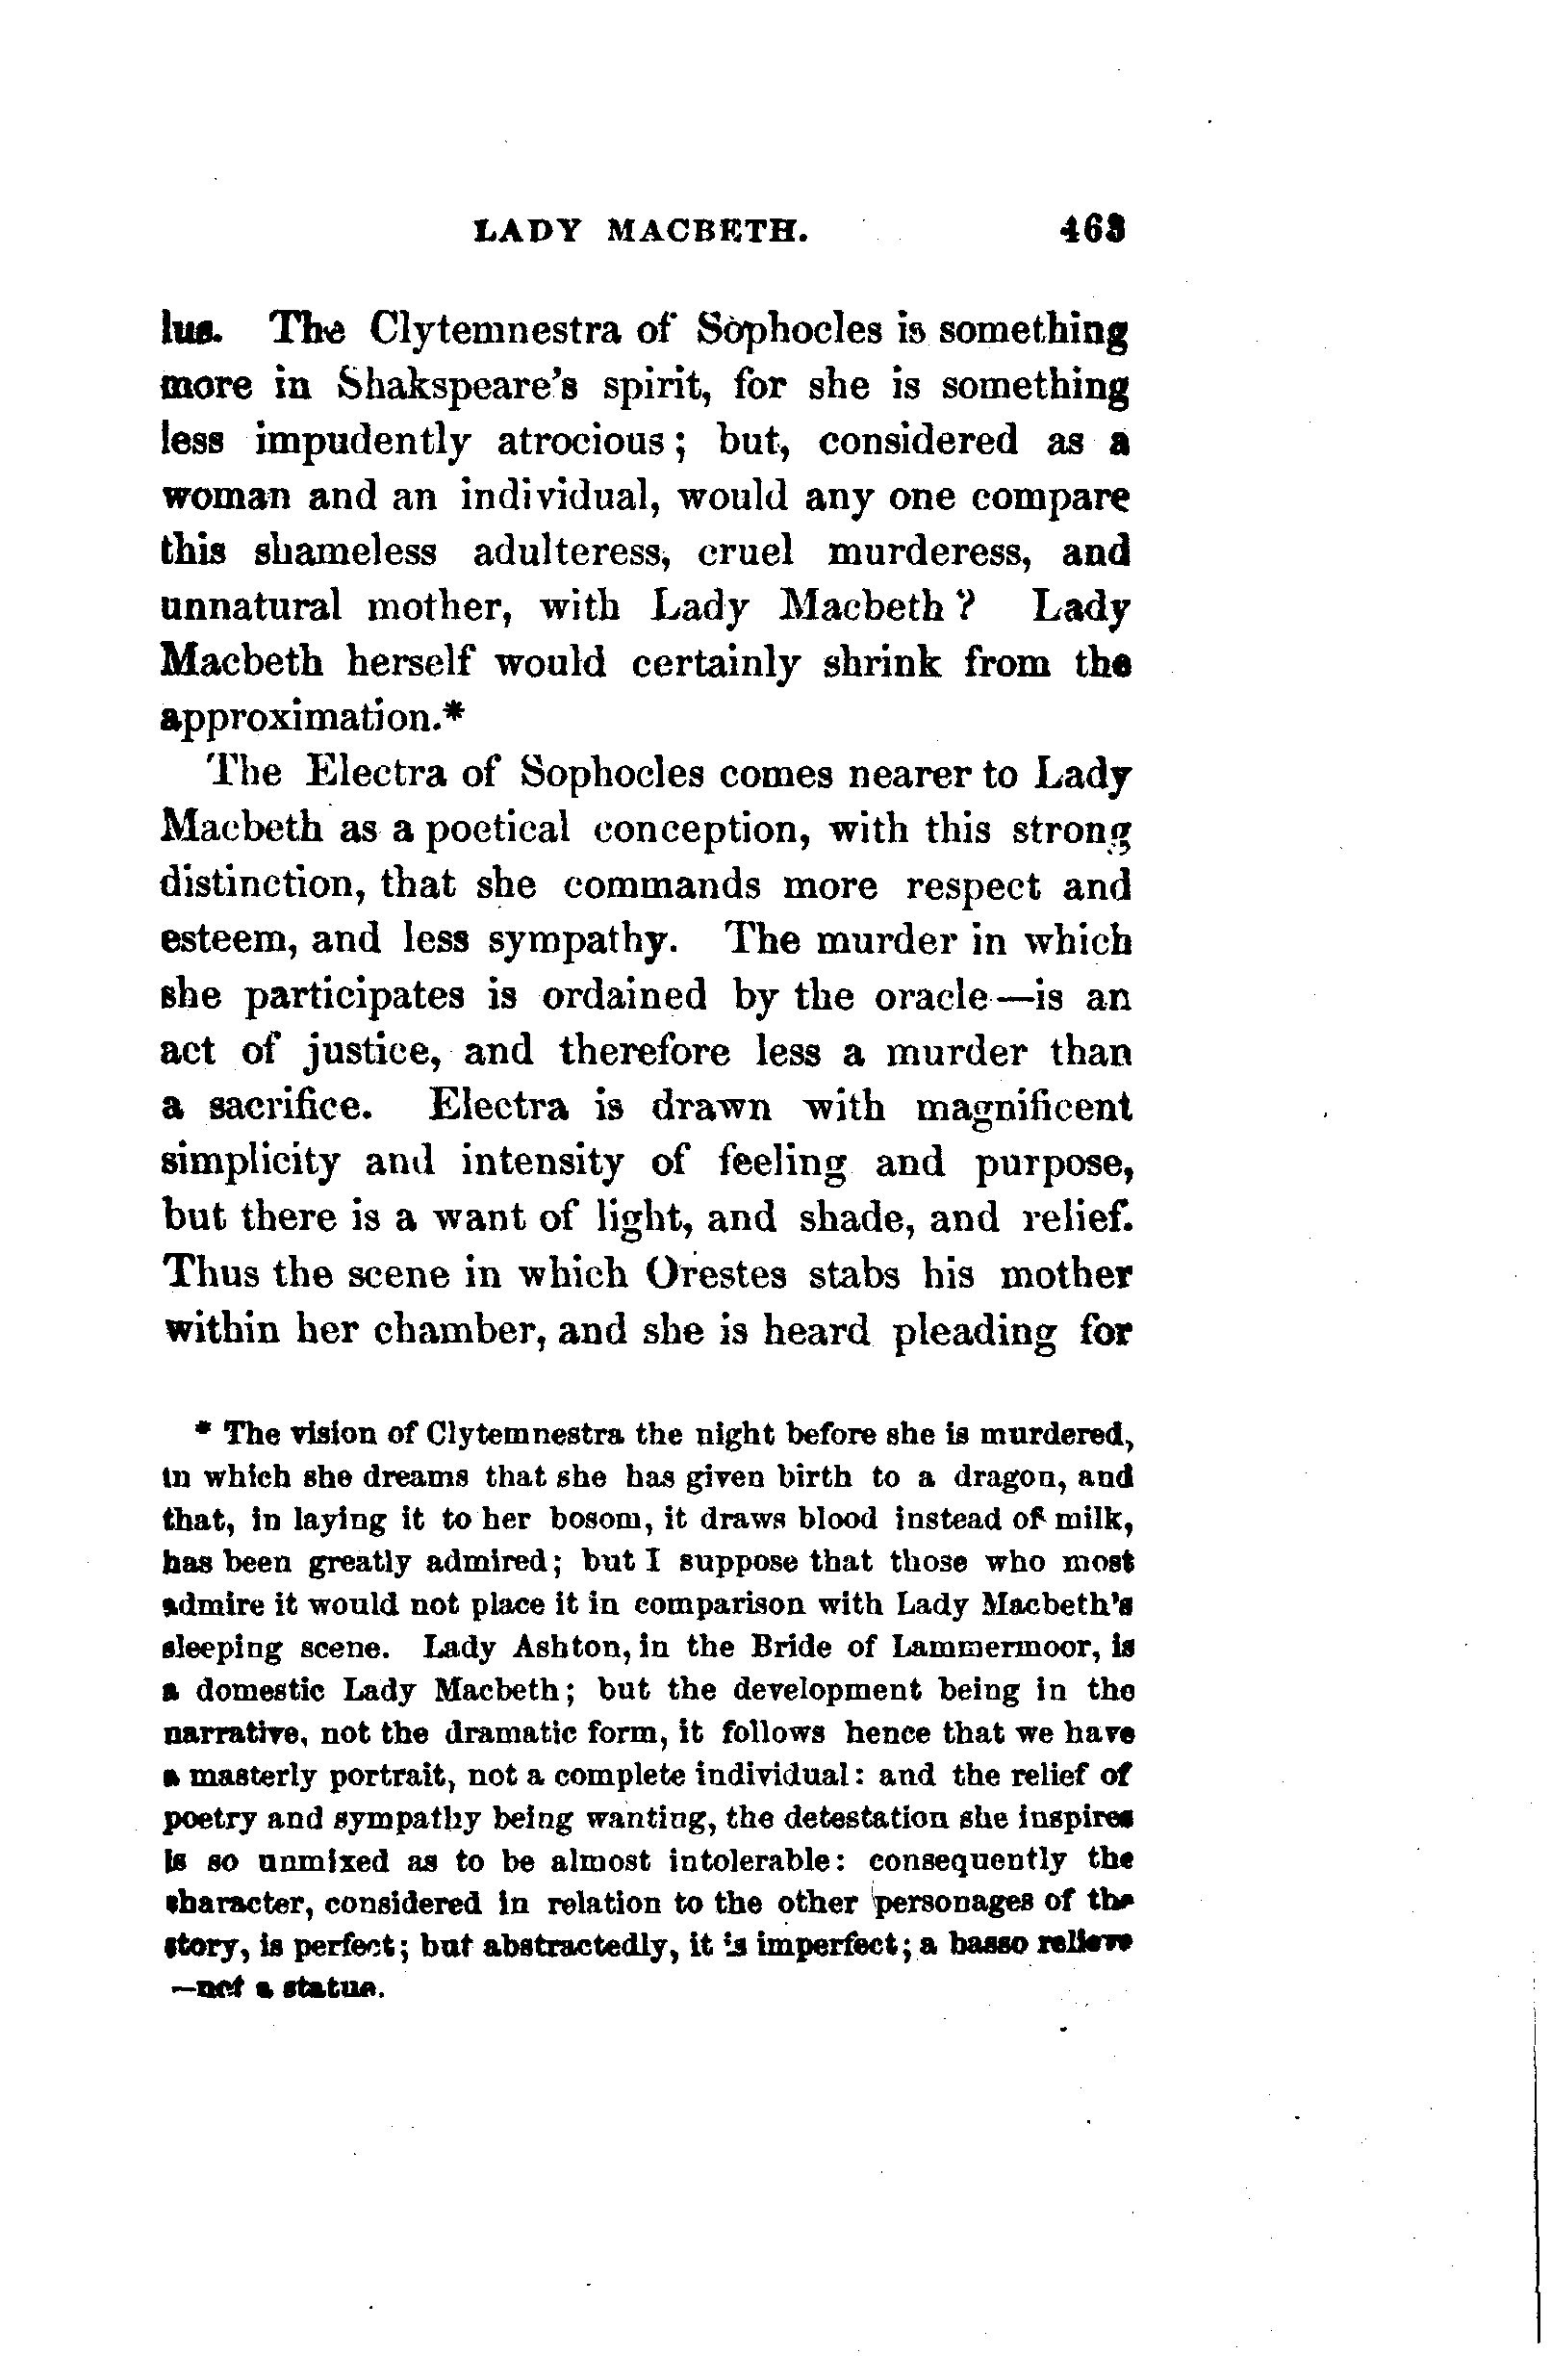 LADY MACBETH. 463
lus. The Clytemnestra of Sophocles is something
more in Shakspeare's spirit, for she is something
less impudently atrocious; but, considered as a
woman and an individual, would any one compare
this shameless adulteress, cruel murderess, and
unnatural mother, with Lady Macbeth? Lady
Macbeth herself would certainly shrink from the
approximation.*
The Electra of Sophocles comes nearer to Lady
Macbeth as a poetical conception, with this strong
distinction, that she commands more respect and
esteem, and less sympathy. The murder in which
she participates is ordained by the oracle—is an
act of justice, and therefore less a murder than
a sacrifice. Electra is drawn with magnificent
simplicity and intensity of feeling and purpose,
but there is a want of light, and shade, and relief.
Thus the scene in which Orestes stabs his mother
within her chamber, and she is heard pleading for
* The vision of Clytemnestra the night before she is murdered,
in which she dreams that she has given birth to a dragon, and
that, in laying it to her bosom, it draws blood instead of milk,
has been greatly admired; but I suppose that those who most
admire it would not place it in comparison with Lady Macbeth's
sleeping scene. Lady Ashton, in the Bride of Lammermoor, is
a domestic Lady Macbeth; but the development being in the
narrative, not the dramatic form, it follows hence that we have
a masterly portrait, not a complete individual: and the relief of
poetry and sympathy being wanting, the detestation she inspires
is so unmixed as to be almost intolerable: consequently the
character, considered in relation to the other personages of the
story, is perfect; but abstractedly, it is imperfect; a basso relievo
—not a statue.